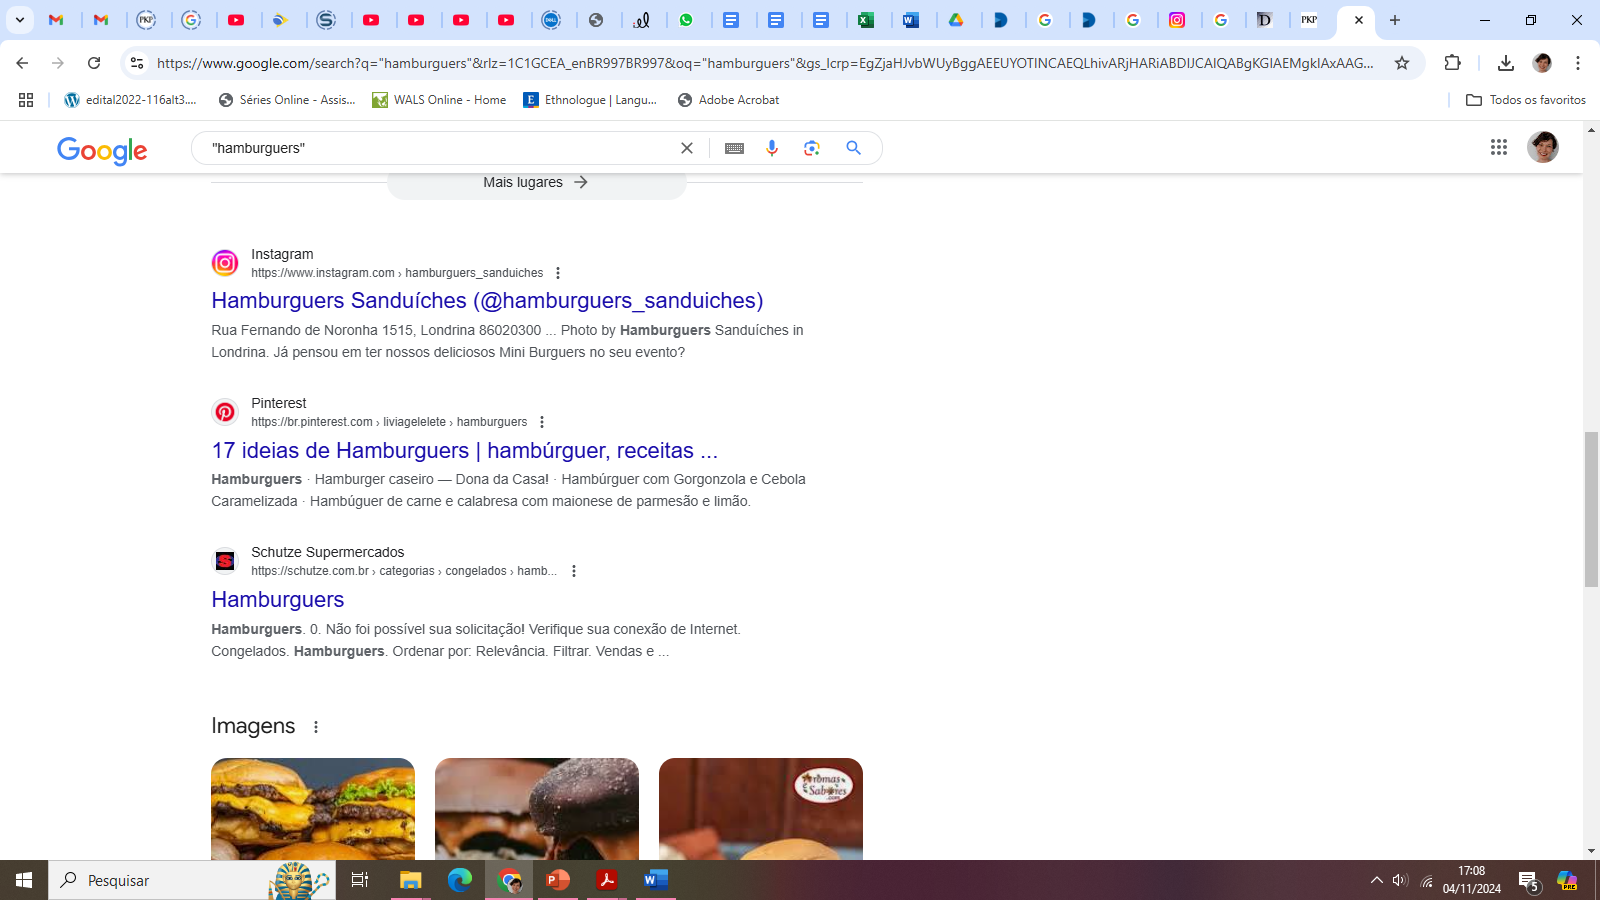 https://www.google.com/search?q="hamburguers"&rlz=1C1GCEA_enBR997BR997&oq="hamburguers"&gs_lcrp=EgZjaHJvbWUyBggAEEUYOTINCAEQLhivARjHARiABDIJCAIQABgKGIAEMgkIAxAAG...
edital2022-116alt3....
Séries Online - Assis...
WALS Online - Home
Ethnologue | Langu...
Adobe Acrobat
Todos os favoritos
Google
"hamburguers"
Mais lugares
Instagram
https://www.instagram.com › hamburguers_sanduiches
Hamburguers Sanduíches (@hamburguers_sanduiches)
Rua Fernando de Noronha 1515, Londrina 86020300 ... Photo by Hamburguers Sanduíches in
Londrina. Já pensou em ter nossos deliciosos Mini Burguers no seu evento?
Pinterest
https://br.pinterest.com › liviagelelete › hamburguers
17 ideias de Hamburguers | hambúrguer, receitas ...
Hamburguers · Hamburger caseiro — Dona da Casa! · Hambúrguer com Gorgonzola e Cebola
Caramelizada · Hambúguer de carne e calabresa com maionese de parmesão e limão.
Schutze Supermercados
https://schutze.com.br › categorias › congelados › hamb...
Hamburguers
Hamburguers. 0. Não foi possível sua solicitação! Verifique sua conexão de Internet.
Congelados. Hamburguers. Ordenar por: Relevância. Filtrar. Vendas e ...
Imagens
Aromas
Sabores
.com
Pesquisar
17:08
04/11/2024
5